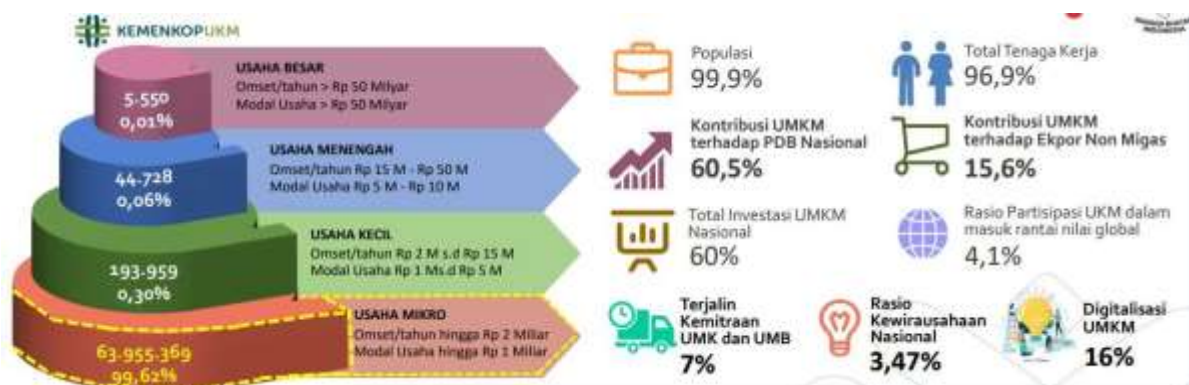 KEMENKOPUKM
USAHA BESAR
Omset/tahun > Rp 50 Milyar
Modal Usaha > Rp 50 Milyar
5.550
0,01%
USAHA MENENGAH
Omset/tahun Rp 15 M - Rp 50 M
Modal Usaha Rp 5 M - Rp 10 M
44.728
0,06%
USAHA KECIL
Omset/tahun Rp 2 M s.d Rp 15 M
Modal Usaha Rp 1 Ms.d Rp 5 M
193.959
0,30%
USAHA MIKRO
Omset/tahun hingga Rp 2 Miliar
Modal Usaha hingga Rp 1 Miliar
63.955.369
99,62%
Populasi
99,9%
Total Tenaga Kerja
96,9%
Kontribusi UMKM
terhadap PDB Nasional
60,5%
Kontribusi UMKM
terhadap Ekpor Non Migas
15,6%
Total Investasi UMKM
Nasional
60%
Rasio Partisipasi UKM dalam
masuk rantai nilai global
4,1%
Terjalin
Kemitraan
UMK dan UMB
7%
Rasio
Kewirausahaan
Nasional
3,47%
Digitalisasi
UMKM
16%